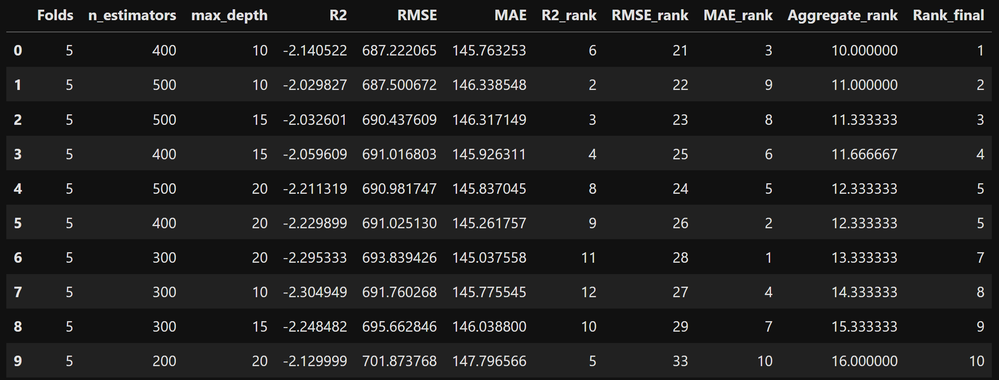 Folds n_estimators max_depth R2 RMSE MAE R2_rank RMSE_rank MAE_rank Aggregate_rank Rank_final
0 5 400 10 -2.140522 687.222065 145.763253 6 21 3 10.000000 1
1 5 500 10 -2.029827 687.500672 146.338548 2 22 9 11.000000 2
2 5 500 15 -2.032601 690.437609 146.317149 3 23 8 11.333333 3
3 5 400 15 -2.059609 691.016803 145.926311 4 25 6 11.666667 4
4 5 500 20 -2.211319 690.981747 145.837045 8 24 5 12.333333 5
5 5 400 20 -2.229899 691.025130 145.261757 9 26 2 12.333333 5
6 5 300 20 -2.295333 693.839426 145.037558 11 28 1 13.333333 7
7 5 300 10 -2.304949 691.760268 145.775545 12 27 4 14.333333 8
8 5 300 15 -2.248482 695.662846 146.038800 10 29 7 15.333333 9
9 5 200 20 -2.129999 701.873768 147.796566 5 33 10 16.000000 10